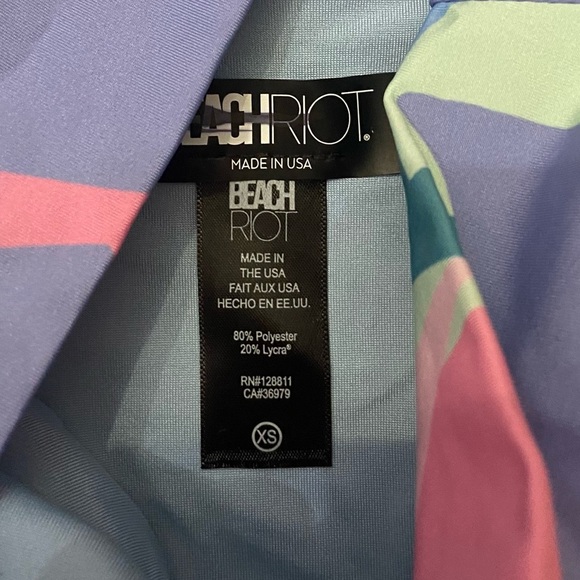 BEACHRIOT®
MADE IN USA
BEACH
RIOT
MADE IN
THE USA
FAIT AUX USA
HECHO EN EE.UU.
80% Polyester
20% Lycra®
RN#128811
CA#36979
XS